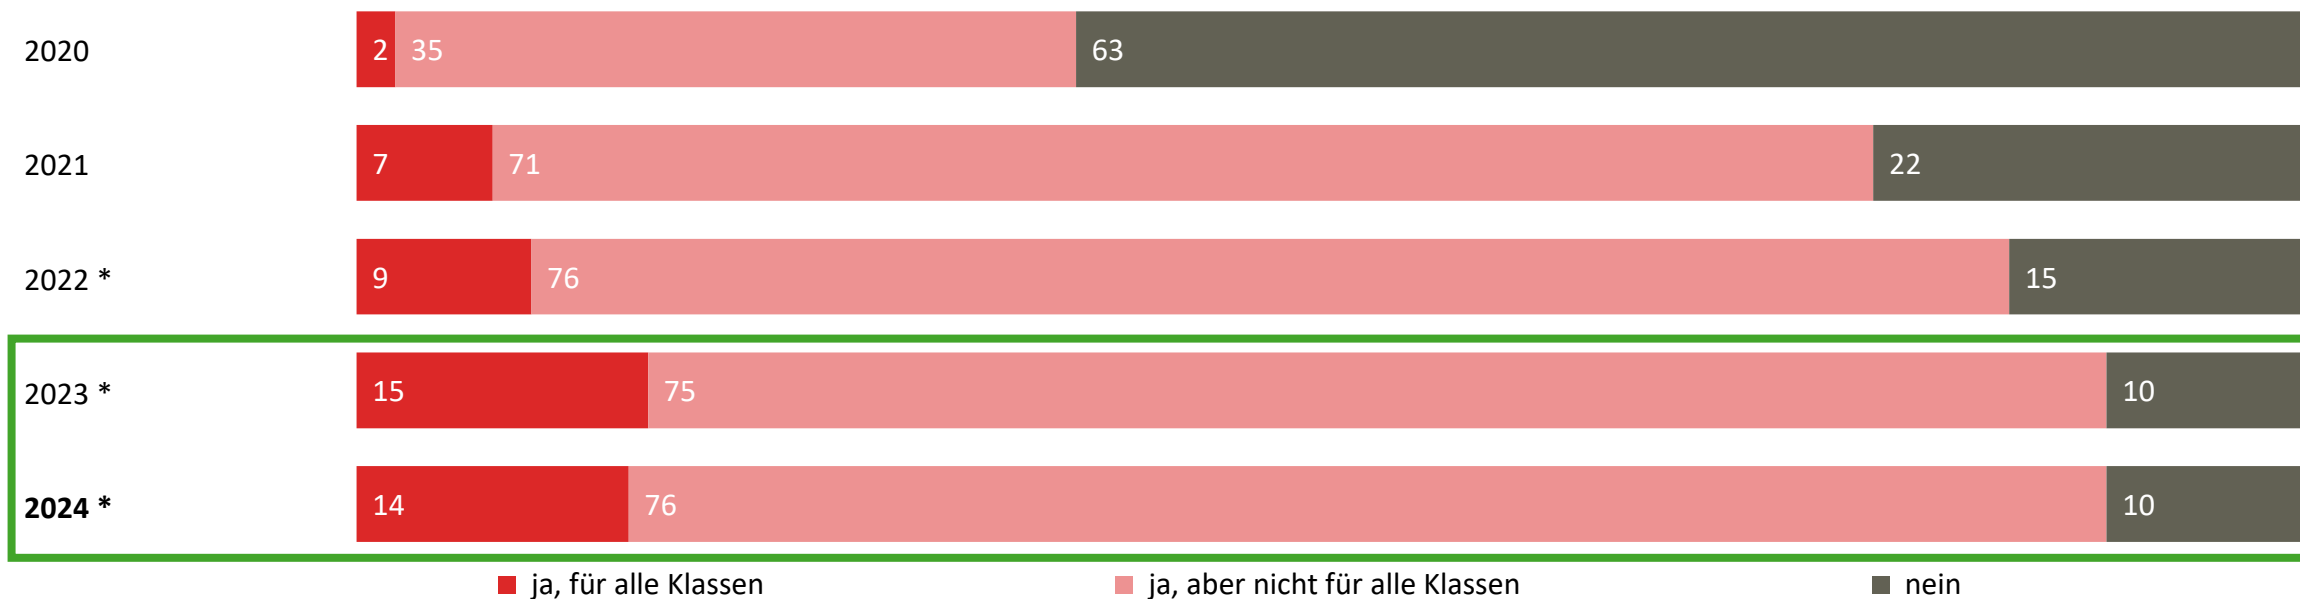 2020 2 35 63
2021 7 71 22
2022 * 9 76 15
2023 * 15 75 10
2024 * 14 76 10
ja, für alle Klassen ja, aber nicht für alle Klassen nein